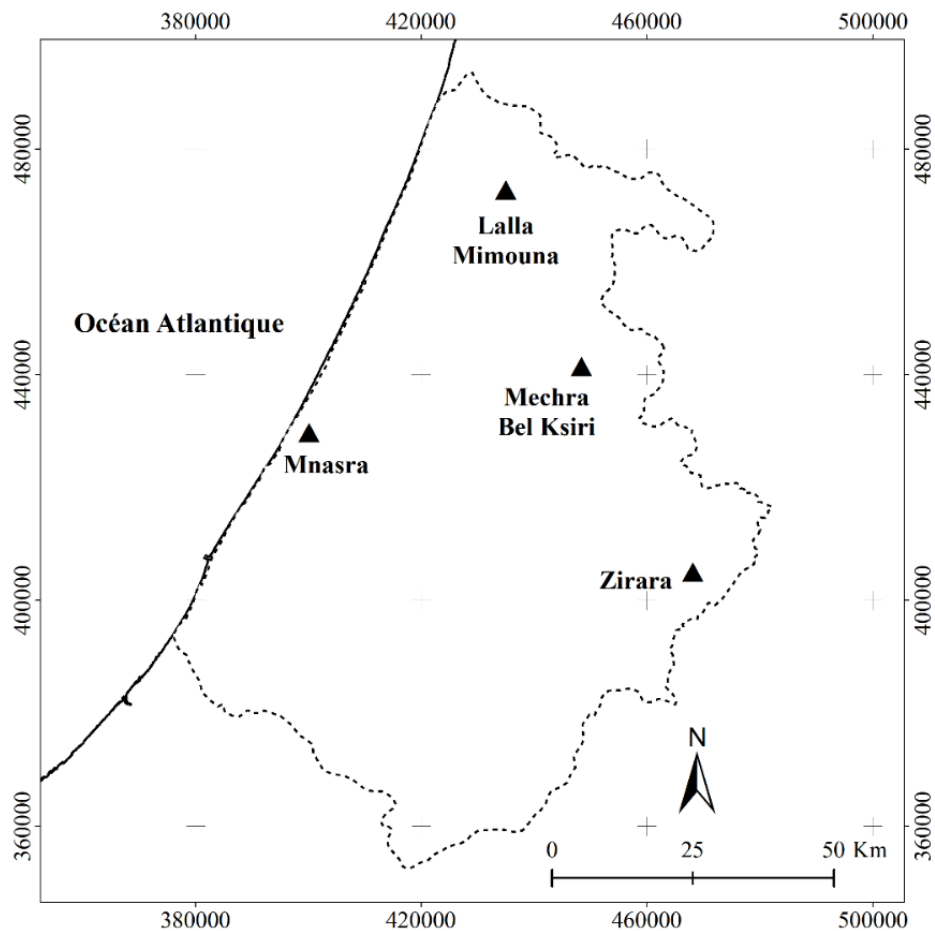 380000 420000 460000 500000
480000 480000
Lalla
Mimouna
Océan Atlantique
440000 440000
Mechra
Bel Ksiri
Mnasra
Zirara
400000 400000
N
360000 360000
0 25 50 Km
380000 420000 460000 500000